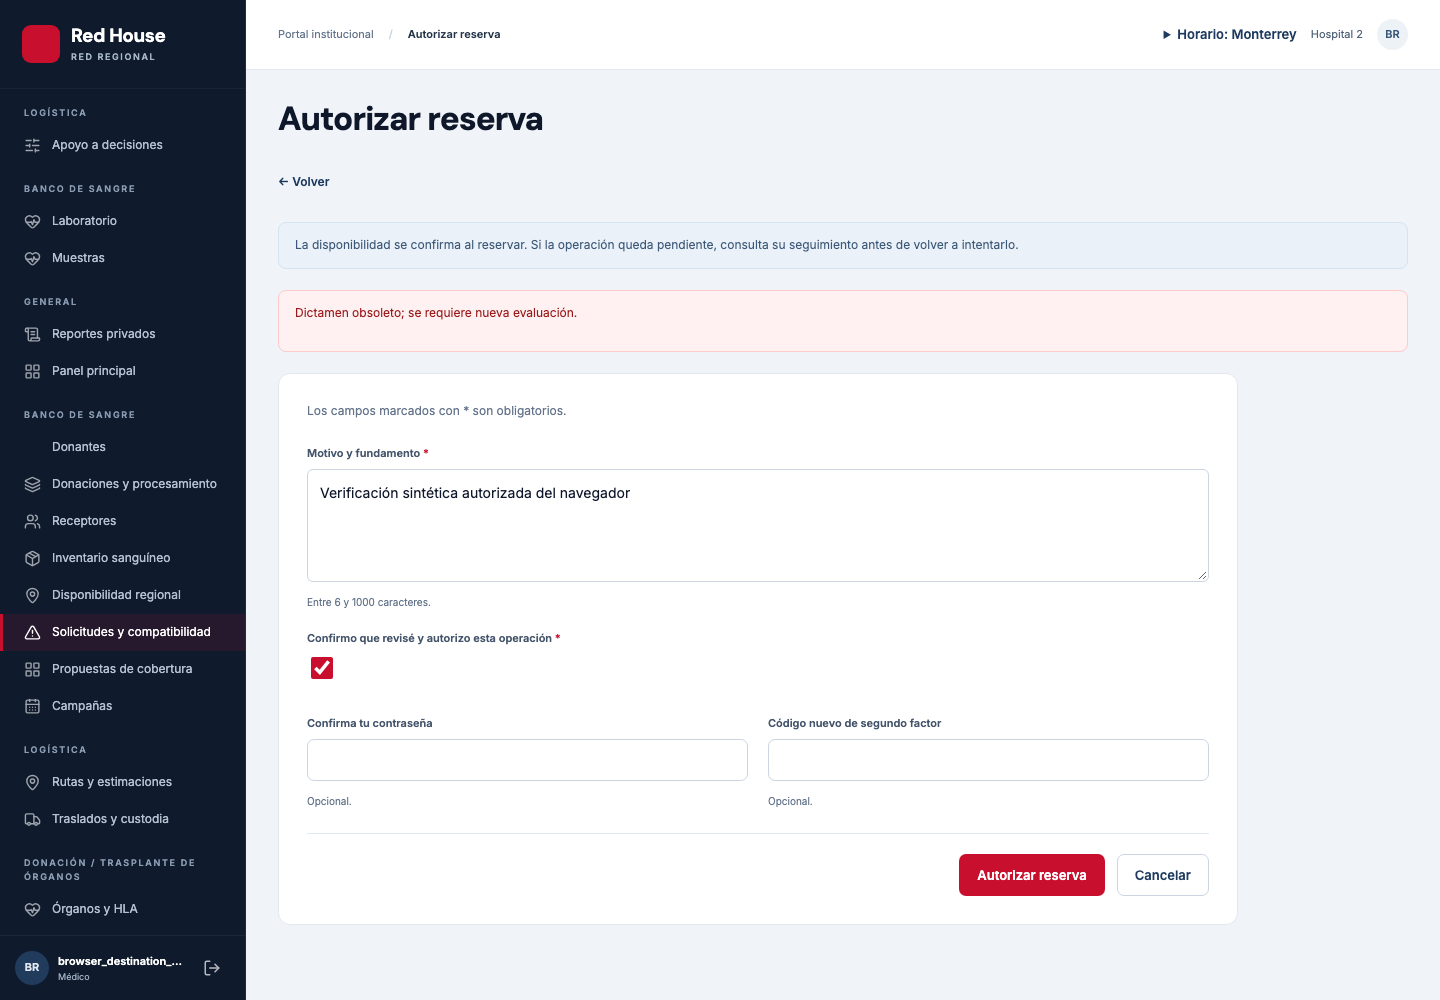 Red House
RED REGIONAL
LOGÍSTICA
Apoyo a decisiones
BANCO DE SANGRE
Laboratorio
Muestras
GENERAL
Reportes privados
Panel principal
BANCO DE SANGRE
Donantes
Donaciones y procesamiento
Receptores
Inventario sanguíneo
Disponibilidad regional
Solicitudes y compatibilidad
Propuestas de cobertura
Campañas
LOGÍSTICA
Rutas y estimaciones
Traslados y custodia
DONACIÓN / TRASPLANTE DE
ÓRGANOS
Órganos y HLA
BR
browser_destination_...
Médico
Portal institucional / Autorizar reserva
Horario: Monterrey
Hospital 2
BR
Autorizar reserva
← Volver
La disponibilidad se confirma al reservar. Si la operación queda pendiente, consulta su seguimiento antes de volver a intentarlo.
Dictamen obsoleto; se requiere nueva evaluación.
Los campos marcados con * son obligatorios.
Motivo y fundamento *
Verificación sintética autorizada del navegador
Entre 6 y 1000 caracteres.
Confirmo que revisé y autorizo esta operación *
Confirma tu contraseña
Código nuevo de segundo factor
Opcional.
Opcional.
Autorizar reserva
Cancelar